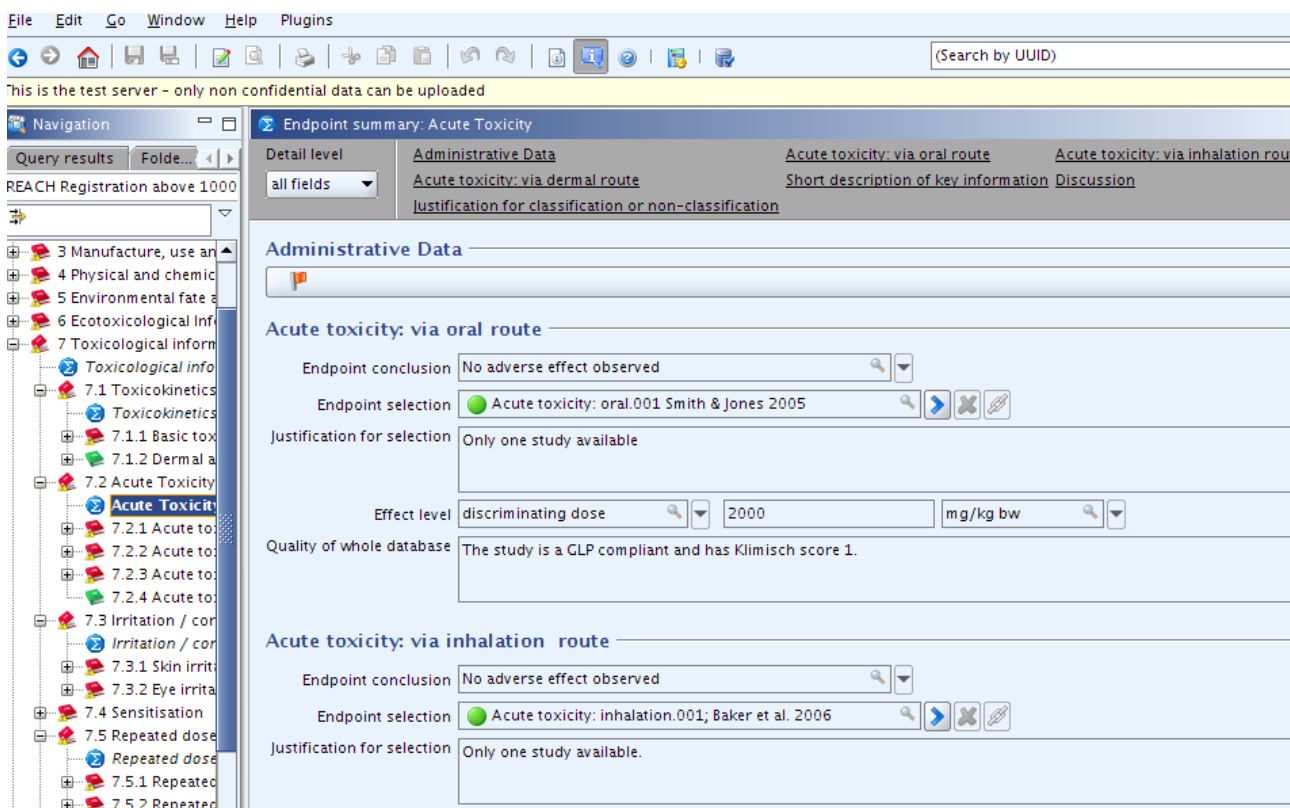 File Edit Go Window Help Plugins
(Search by UUID)
This is the test server - only non confidential data can be uploaded
Navigation
Query results Folde...
REACH Registration above 1000
3 Manufacture, use an
4 Physical and chemic
5 Environmental fate a
6 Ecotoxicological Inf
7 Toxicological inform
Toxicological info
7.1 Toxicokinetics
Toxicokinetics
7.1.1 Basic tox
7.1.2 Dermal a
7.2 Acute Toxicity
Acute Toxicity
7.2.1 Acute to
7.2.2 Acute to
7.2.3 Acute to
7.2.4 Acute to
7.3 Irritation / cor
Irritation / cor
7.3.1 Skin irrit
7.3.2 Eye irrita
7.4 Sensitisation
7.5 Repeated dose
Repeated dose
7.5.1 Repeated
7.5.2 Repeated
Endpoint summary: Acute Toxicity
Detail level
all fields
Administrative Data Acute toxicity: via oral route Acute toxicity: via inhalation rou
Acute toxicity: via dermal route Short description of key information Discussion
Justification for classification or non-classification
Administrative Data
Acute toxicity: via oral route
Endpoint conclusion No adverse effect observed
Endpoint selection Acute toxicity: oral.001 Smith & Jones 2005
Justification for selection Only one study available
Effect level discriminating dose 2000 mg/kg bw
Quality of whole database The study is a GLP compliant and has Klimisch score 1.
Acute toxicity: via inhalation route
Endpoint conclusion No adverse effect observed
Endpoint selection Acute toxicity: inhalation.001; Baker et al. 2006
Justification for selection Only one study available.